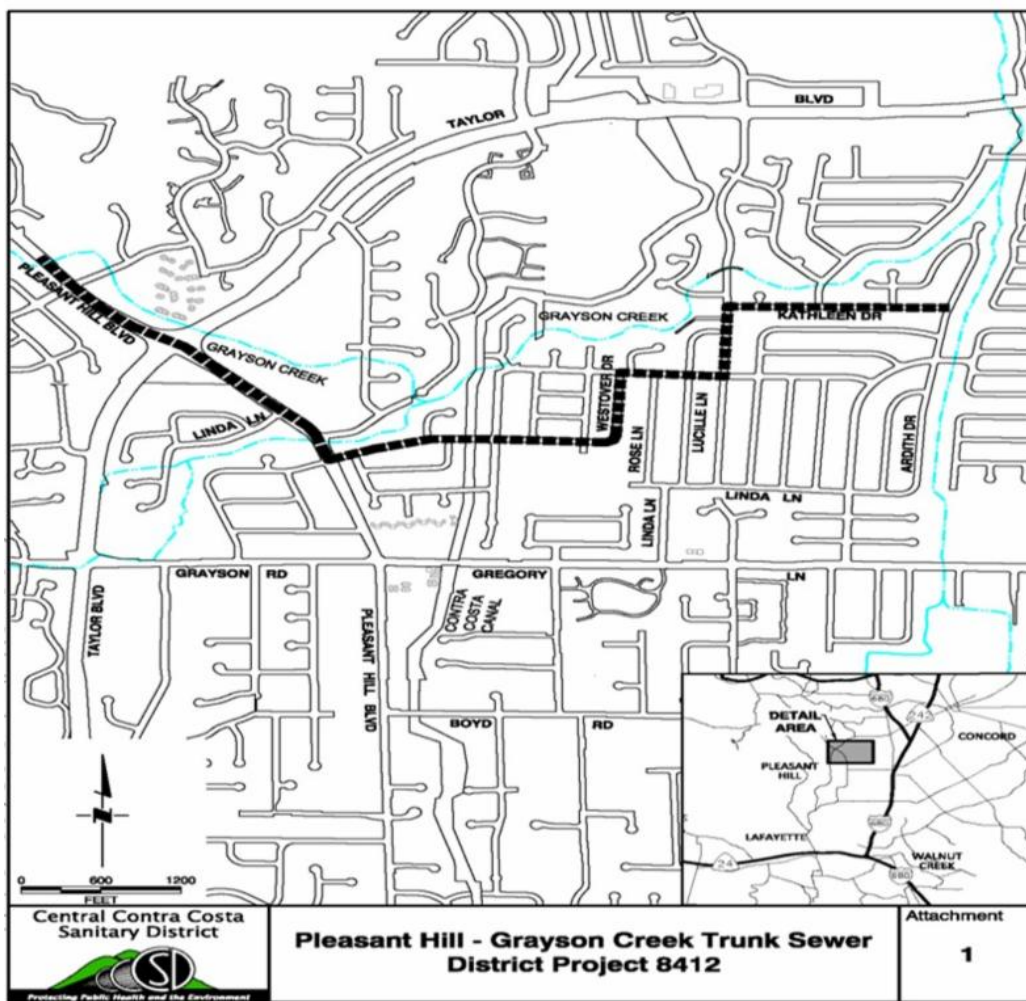 BLVD
TAYLOR
PLEASANT HILL BLVD
GRAYSON CREEK
KATHLEEN DR
GRAYSON CREEK
WESTOVER DR
LINDA LN
LUCILLE LN
ROSE LN
ARDITH DR
LINDA LN
LINDA LN
GRAYSON RD
GREGORY LN
CONTRA
COSTA
CANAL
TAYLOR BLVD
PLEASANT HILL BLVD
BOYD RD
680
242
DETAIL
AREA
CONCORD
PLEASANT
HILL
680
LAFAYETTE
24
WALNUT
CREEK
680
N
0 600 1200
FEET
Central Contra Costa
Sanitary District
CSD
Protecting Public Health and the Environment
Pleasant Hill - Grayson Creek Trunk Sewer
District Project 8412
Attachment
1